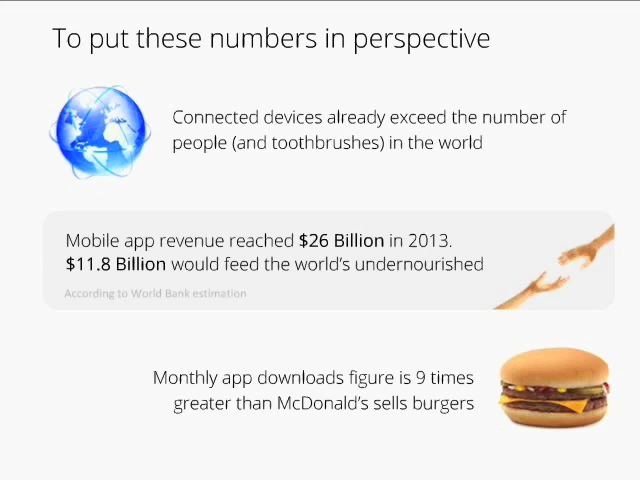 To put these numbers in perspective
Connected devices already exceed the number of
people (and toothbrushes) in the world
Mobile app revenue reached $26 Billion in 2013.
$11.8 Billion would feed the world's undernourished
According to World Bank estimation
Monthly app downloads figure is 9 times
greater than McDonald's sells burgers